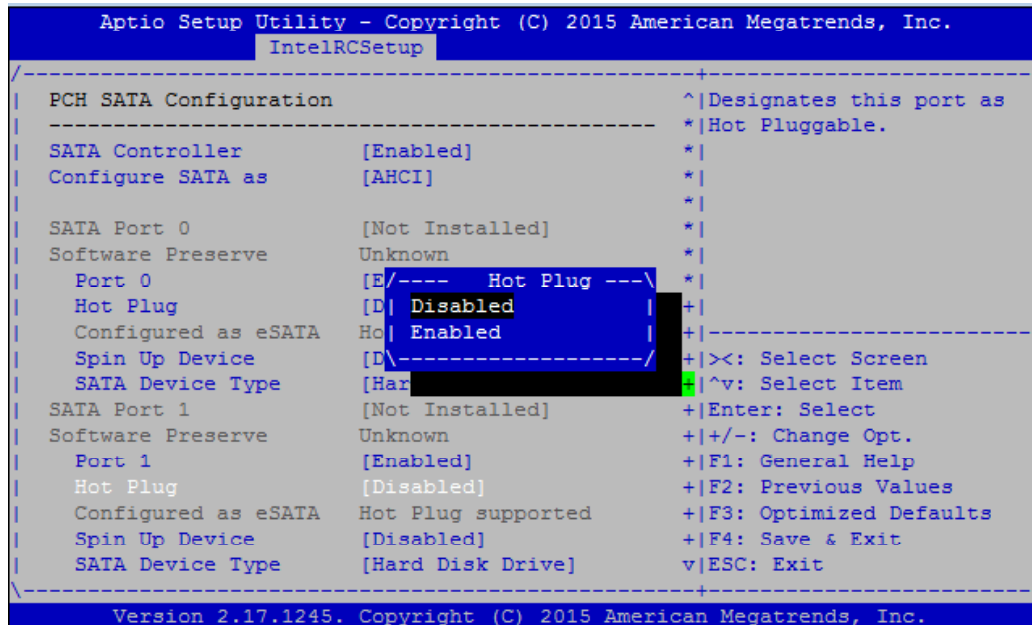 Aptio Setup Utility - Copyright (C) 2015 American Megatrends, Inc.
IntelRCSetup
/----------------------------------------------------+-------------------------
| PCH SATA Configuration ^|Designates this port as
| ----------------------------------------------- *|Hot Pluggable.
| SATA Controller [Enabled] *|
| Configure SATA as [AHCI] *|
| *|
| SATA Port 0 [Not Installed] *|
| Software Preserve Unknown *|
| Port 0 [E/---- Hot Plug ---\ *|
| Hot Plug [D| Disabled | +|
| Configured as eSATA Ho| Enabled | +|-------------------------
| Spin Up Device [D\-------------------/ +|><: Select Screen
| SATA Device Type [Har +|^v: Select Item
| SATA Port 1 [Not Installed] +|Enter: Select
| Software Preserve Unknown +|+/-: Change Opt.
| Port 1 [Enabled] +|F1: General Help
| Hot Plug [Disabled] +|F2: Previous Values
| Configured as eSATA Hot Plug supported +|F3: Optimized Defaults
| Spin Up Device [Disabled] +|F4: Save & Exit
| SATA Device Type [Hard Disk Drive] v|ESC: Exit
\----------------------------------------------------+-------------------------
Version 2.17.1245. Copyright (C) 2015 American Megatrends, Inc.